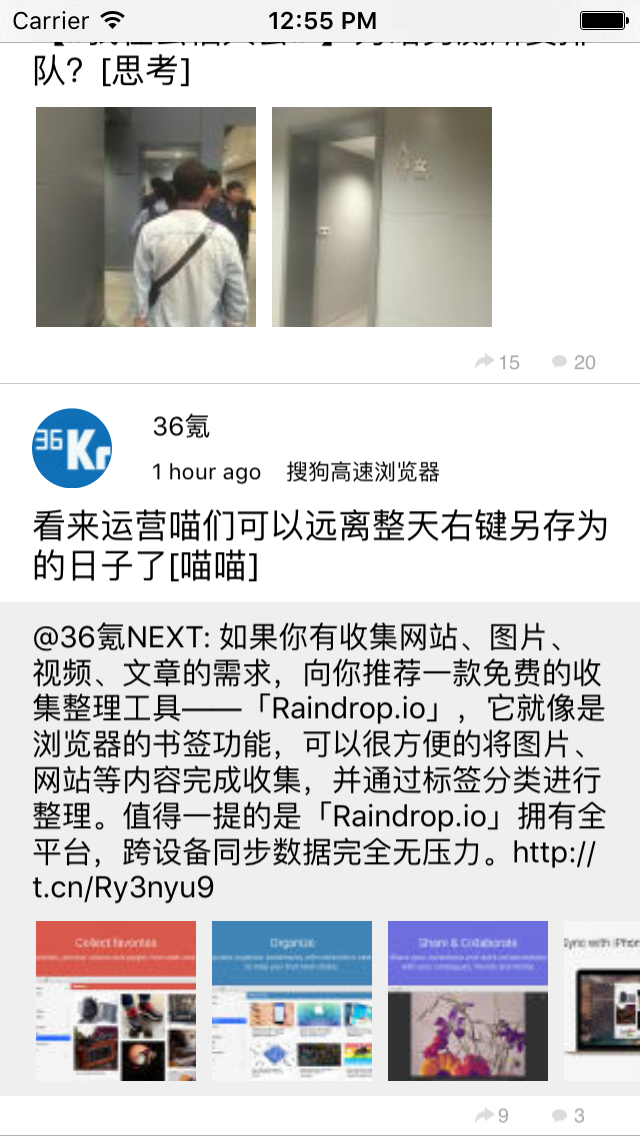 Carrier 12:55 PM
队？[思考]
女
15 20
36Kr
36氪
1 hour ago 搜狗高速浏览器
看来运营喵们可以远离整天右键另存为
的日子了[喵喵]
@36氪NEXT: 如果你有收集网站、图片、
视频、文章的需求，向你推荐一款免费的收
集整理工具——「Raindrop.io」，它就像是
浏览器的书签功能，可以很方便的将图片、
网站等内容完成收集，并通过标签分类进行
整理。值得一提的是「Raindrop.io」拥有全
平台，跨设备同步数据完全无压力。http://
t.cn/Ry3nyu9
Collect favorites Organize Share & Collaborate Sync with iPhon
9 3